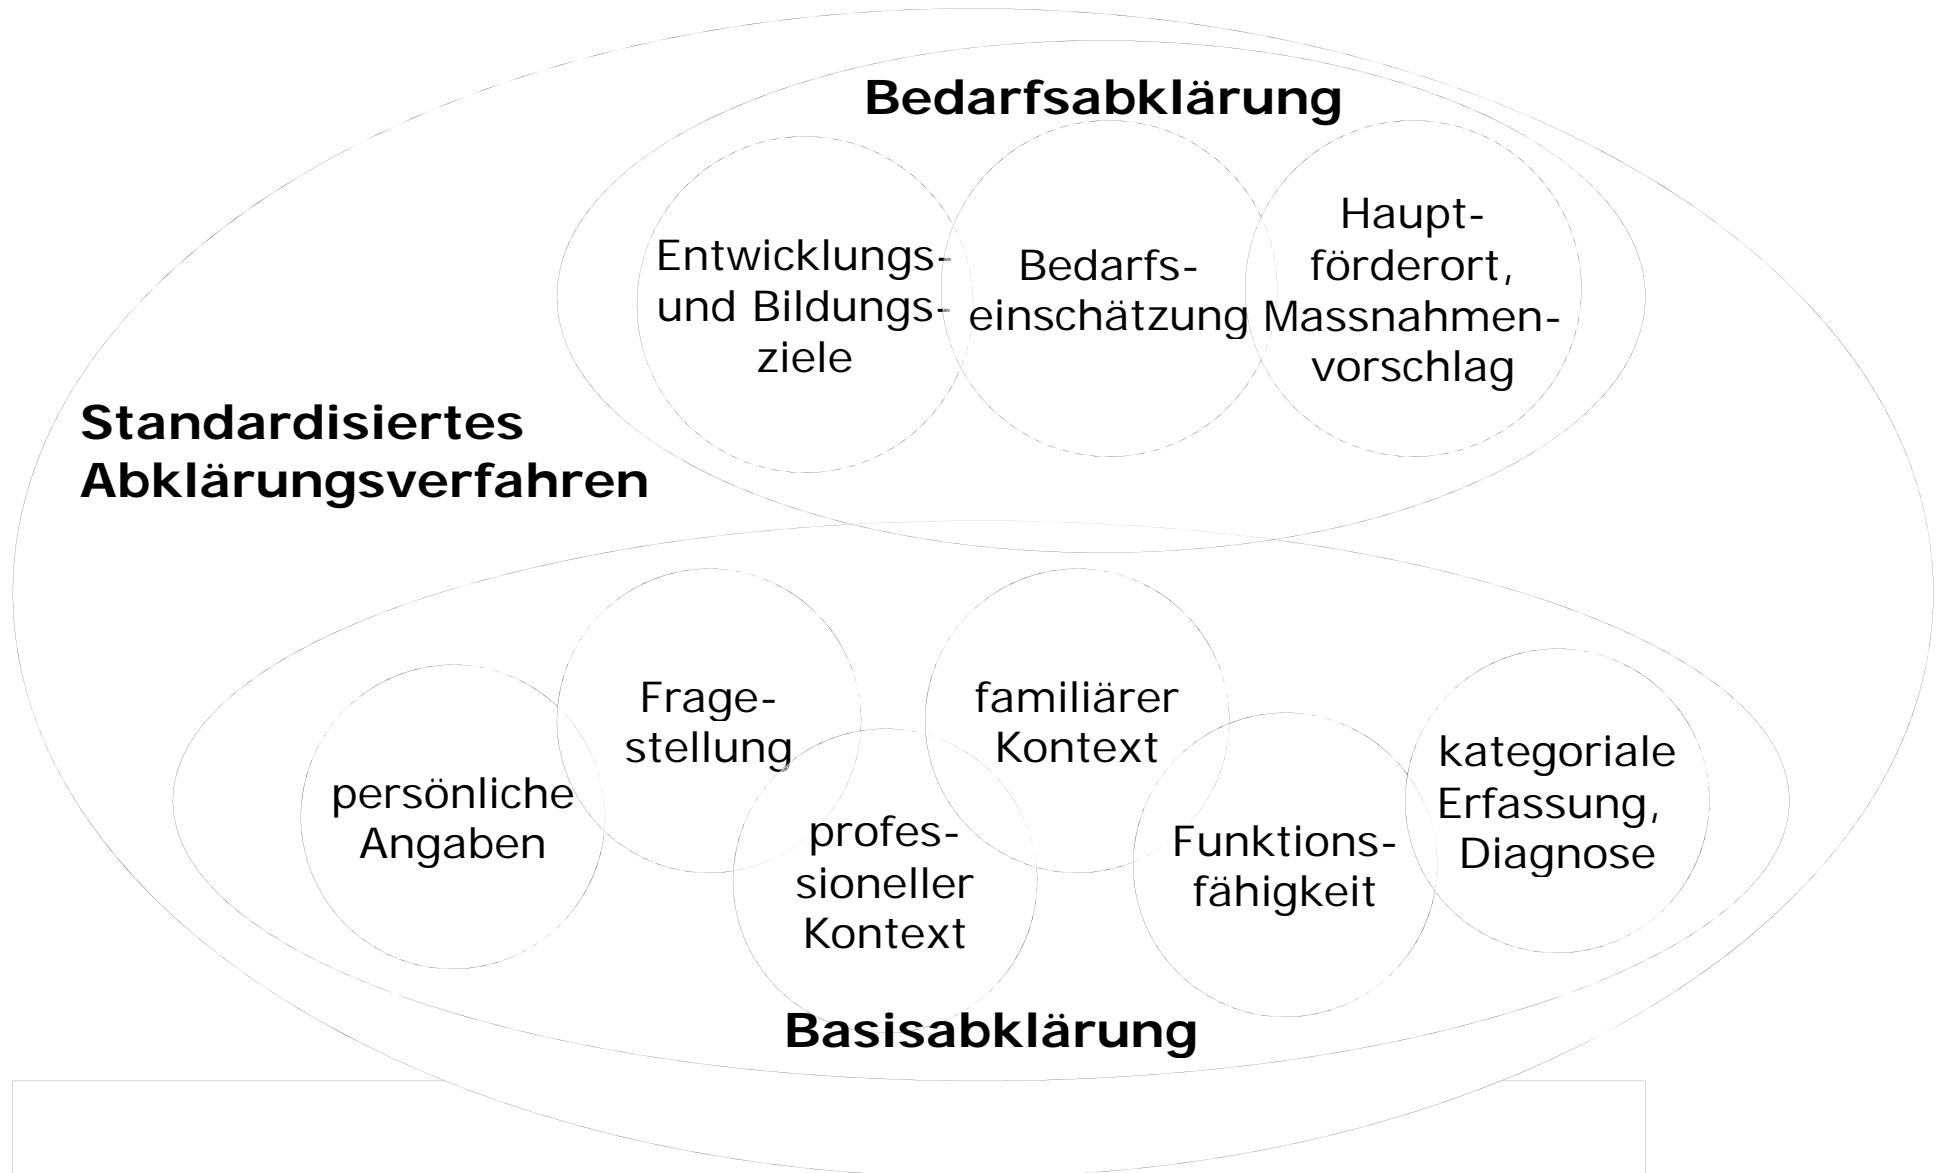 Bedarfsabklärung
Entwicklungs-
und Bildungs-
ziele
Bedarfs-
einschätzung
Haupt-
förderort,
Massnahmen-
vorschlag
Standardisiertes
Abklärungsverfahren
persönliche
Angaben
Frage-
stellung
profes-
sioneller
Kontext
familiärer
Kontext
Funktions-
fähigkeit
kategoriale
Erfassung,
Diagnose
Basisabklärung